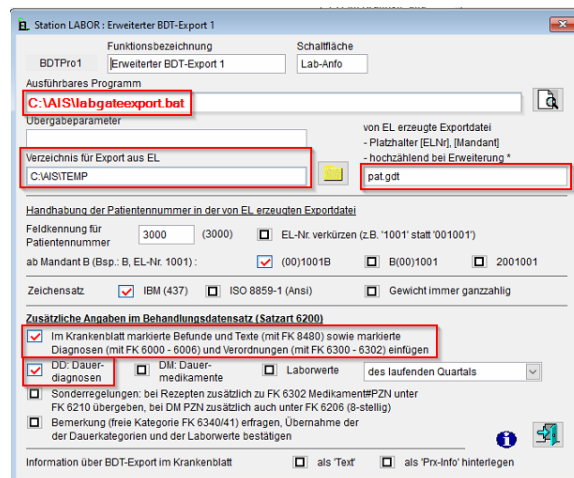 EL Station LABOR : Erweiterter BDT-Export 1
Funktionsbezeichnung Schaltfläche
BDTPro1 Erweiterter BDT-Export 1 Lab-Anfo
Ausführbares Programm
C:\AIS\labgateexport.bat
Übergabeparameter
von EL erzeugte Exportdatei
- Platzhalter [ELNr], [Mandant]
Verzeichnis für Export aus EL - hochzählend bei Erweiterung *
C:\AIS\TEMP pat.gdt
Handhabung der Patientennummer in der von EL erzeugten Exportdatei
Feldkennung für
Patientennummer 3000 (3000) EL-Nr. verkürzen (z.B. '1001' statt '001001')
ab Mandant B (Bsp.: B, EL-Nr. 1001) : (00)1001B B(00)1001 2001001
Zeichensatz IBM (437) ISO 8859-1 (Ansi) Gewicht immer ganzzahlig
Zusätzliche Angaben im Behandlungsdatensatz (Satzart 6200)
Im Krankenblatt markierte Befunde und Texte (mit FK 8480) sowie markierte
Diagnosen (mit FK 6000 - 6006) und Verordnungen (mit FK 6300 - 6302) einfügen
DD: Dauer-
diagnosen DM: Dauer-
medikamente Laborwerte des laufenden Quartals
Sonderregelungen: bei Rezepten zusätzlich zu FK 6302 Medikament#PZN unter
FK 6210 übergeben, bei DM PZN zusätzlich auch unter FK 6206 (8-stellig)
Bemerkung (freie Kategorie FK 6340/41) erfragen, Übernahme der
der Dauerkategorien und der Laborwerte bestätigen
Information über BDT-Export im Krankenblatt als 'Text' als 'Prx-Info' hinterlegen